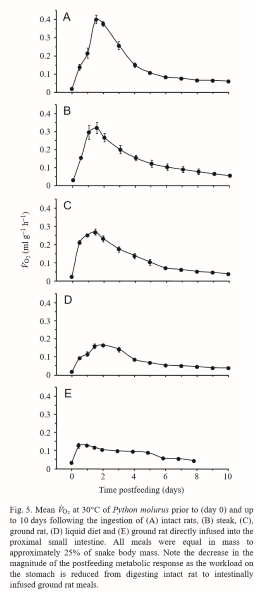 A
0.4
0.3
0.2
0.1
0
B
0.4
0.3
0.2
0.1
0
C
0.4
0.3
0.2
0.1
0
D
0.4
0.3
0.2
0.1
0
E
0.4
0.3
0.2
0.1
0
V̇O₂ (ml g⁻¹ h⁻¹)
0 2 4 6 8 10
Time postfeeding (days)
Fig. 5. Mean V̇O₂ at 30°C of Python molurus prior to (day 0) and up
to 10 days following the ingestion of (A) intact rats, (B) steak, (C),
ground rat, (D) liquid diet and (E) ground rat directly infused into the
proximal small intestine. All meals were equal in mass to
approximately 25% of snake body mass. Note the decrease in the
magnitude of the postfeeding metabolic response as the workload on
the stomach is reduced from digesting intact rat to intestinally
infused ground rat meals.